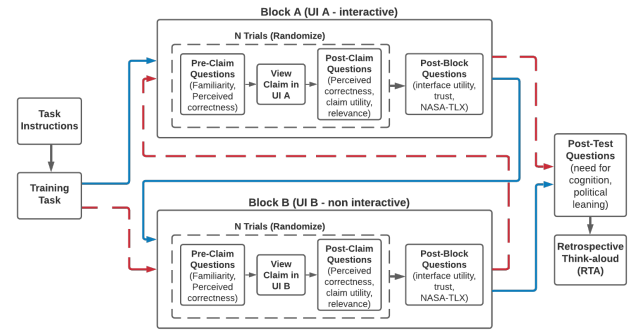 Block A (UI A - interactive)
N Trials (Randomize)
Pre-Claim
Questions
(Familiarity,
Perceived
correctness)
View
Claim in
UI A
Post-Claim
Questions
(Perceived
correctness,
claim utility,
relevance)
Post-Block
Questions
(interface utility,
trust,
NASA-TLX)
Task
Instructions
Training
Task
Block B (UI B - non interactive)
N Trials (Randomize)
Pre-Claim
Questions
(Familiarity,
Perceived
correctness)
View
Claim in
UI B
Post-Claim
Questions
(Perceived
correctness,
claim utility,
relevance)
Post-Block
Questions
(interface utility,
trust,
NASA-TLX)
Post-Test
Questions
(need for
cognition,
political
leaning)
Retrospective
Think-aloud
(RTA)